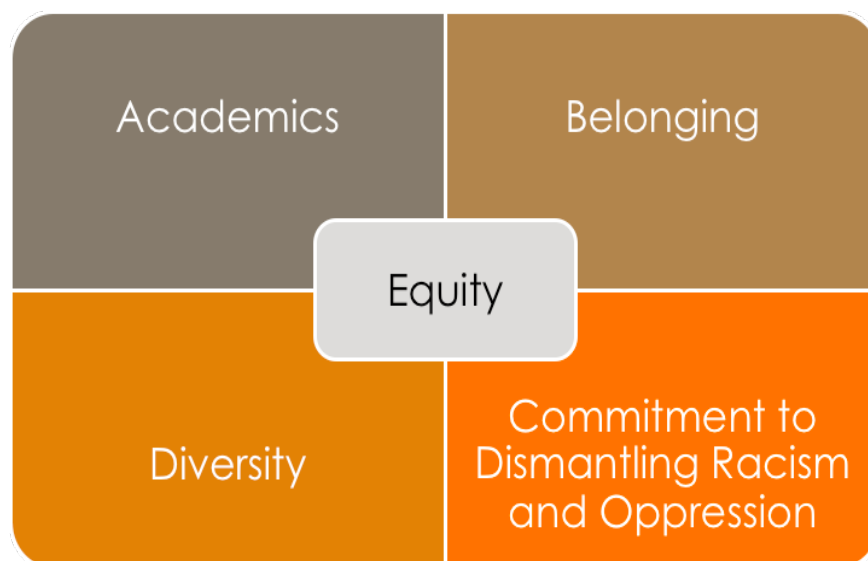 Academics
Belonging
Equity
Diversity
Commitment to
Dismantling Racism
and Oppression